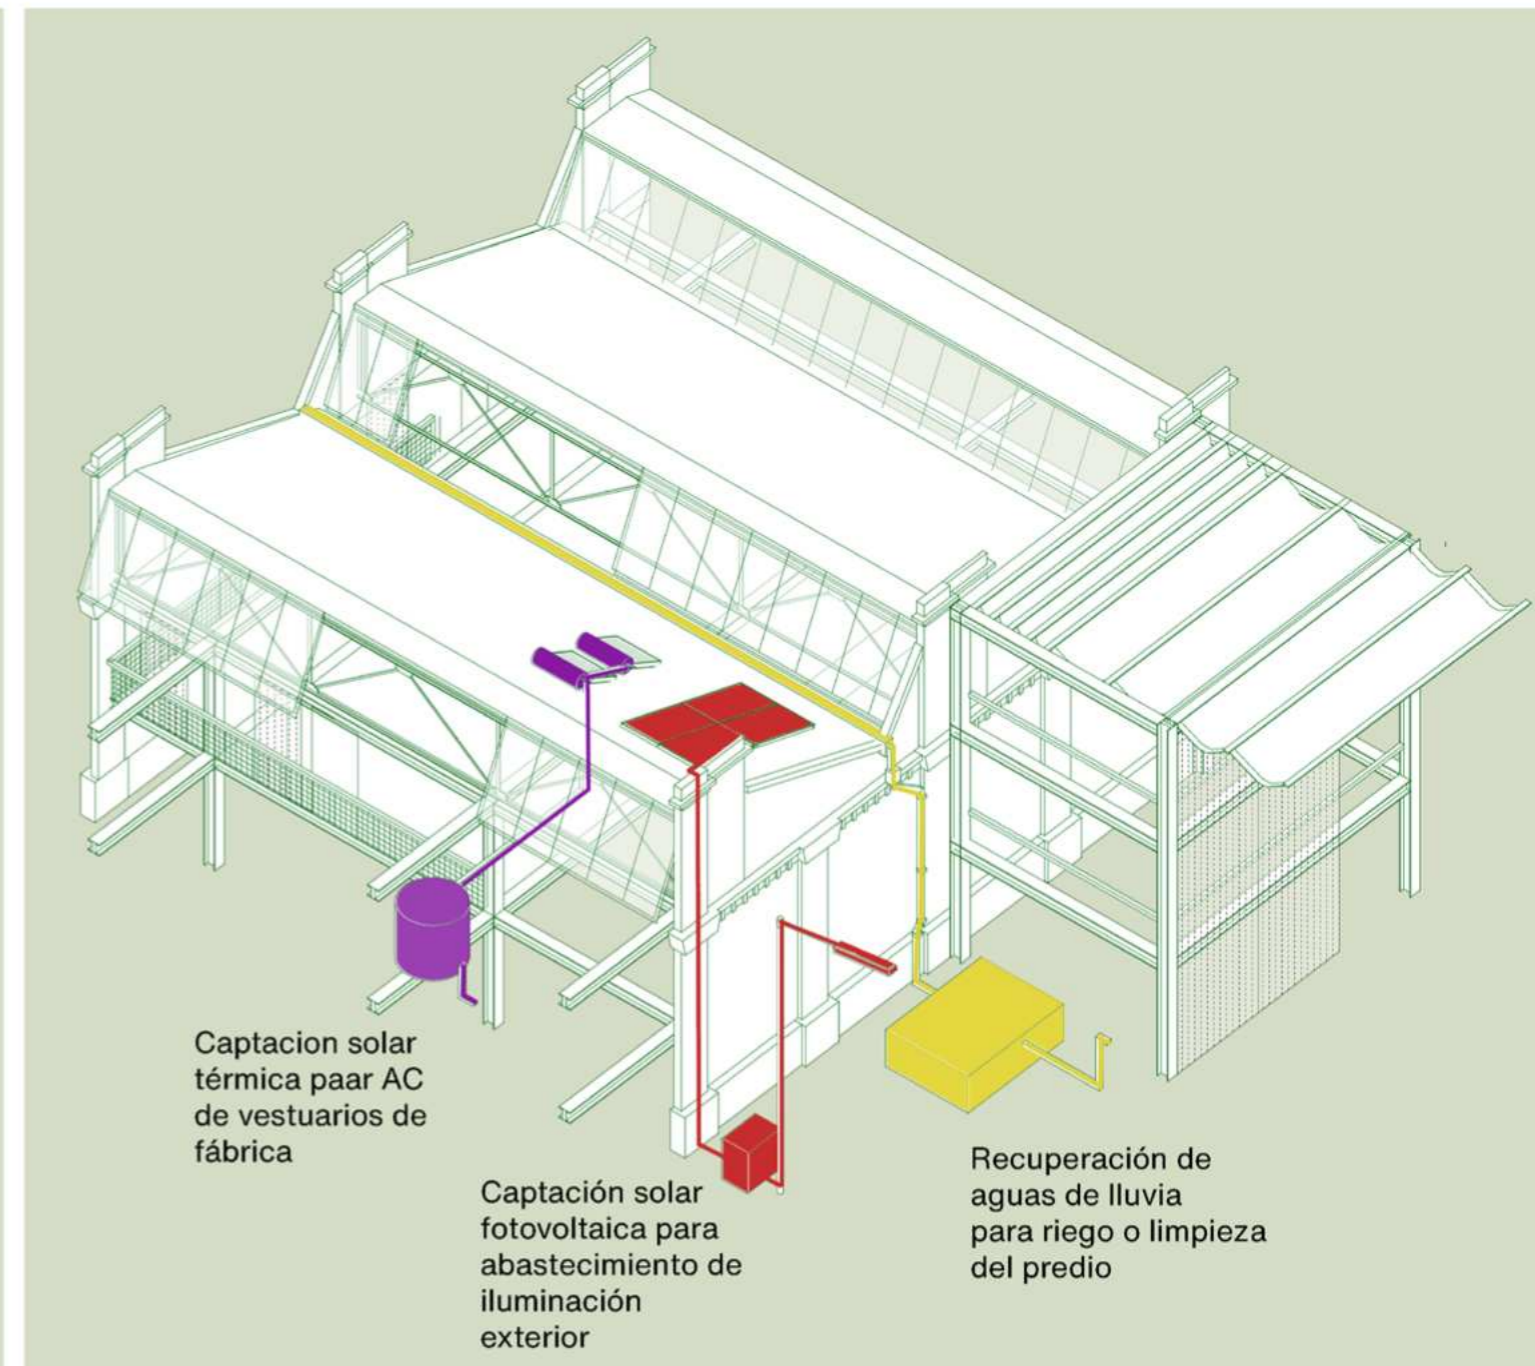 Captacion solar
térmica paar AC
de vestuarios de
fábrica
Captación solar
fotovoltaica para
abastecimiento de
iluminación
exterior
Recuperación de
aguas de lluvia
para riego o limpieza
del predio